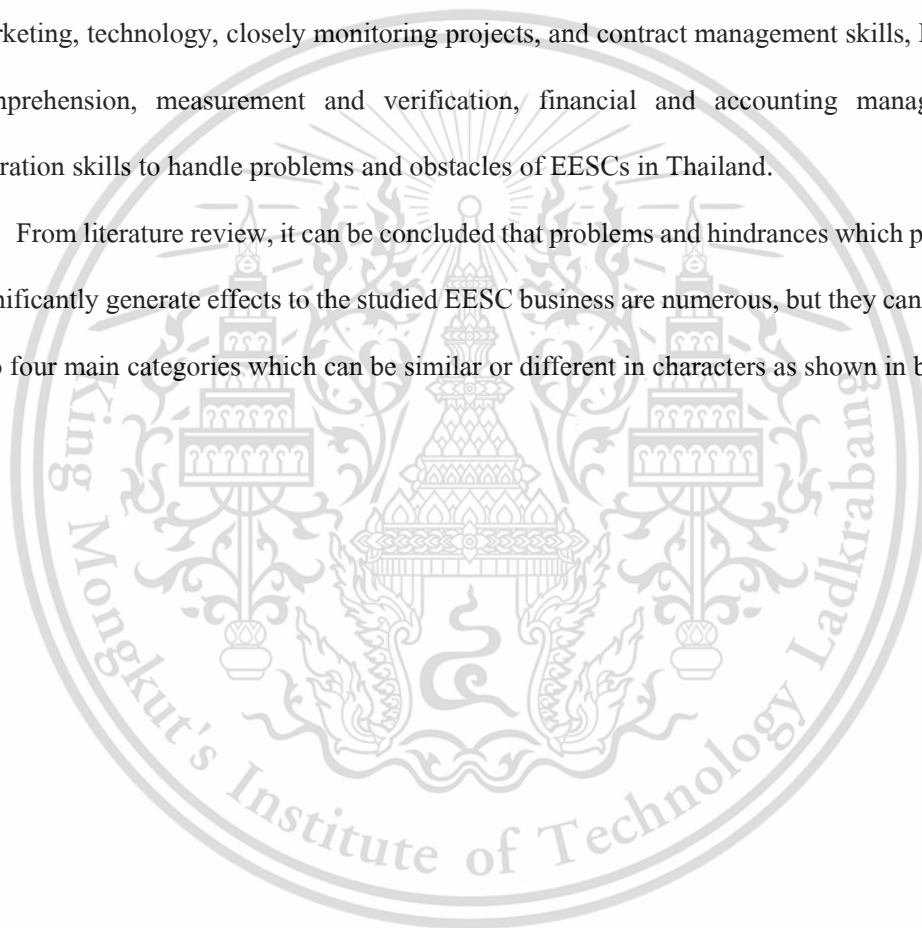 rketing, technology, closely monitoring projects, and contract management skills,
mprehension, measurement and verification, financial and accounting manag
ration skills to handle problems and obstacles of EESCs in Thailand.
From literature review, it can be concluded that problems and hindrances which p
nificantly generate effects to the studied EESC business are numerous, but they can
o four main categories which can be similar or different in characters as shown in b
King Mongkut's Institute of Technology Ladkrabang